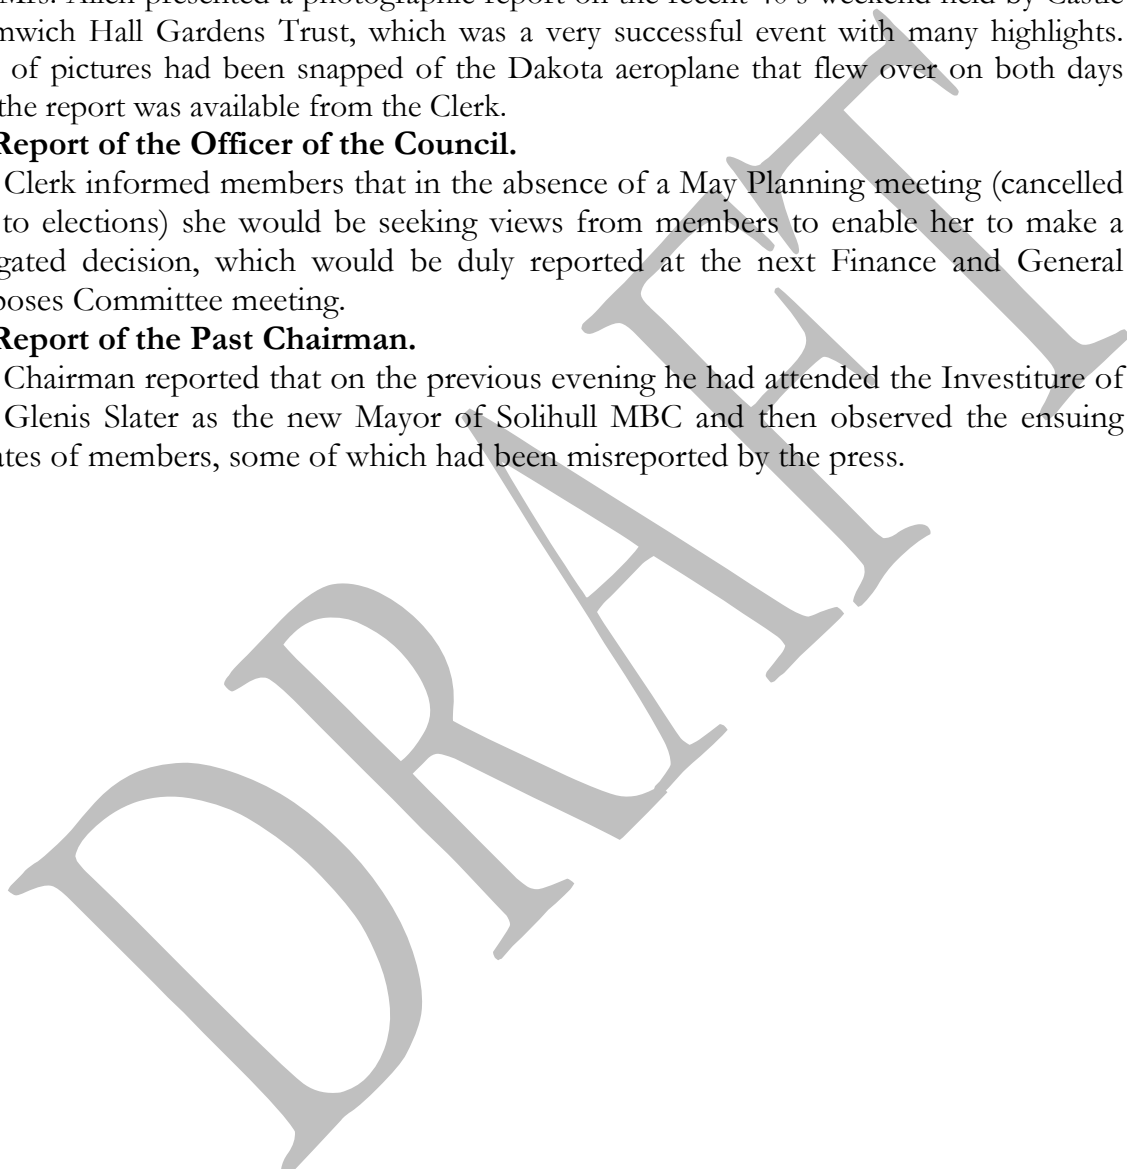 Mrs. Allen presented a photographic report on the recent 40's weekend held by Castle
mwich Hall Gardens Trust, which was a very successful event with many highlights.
of pictures had been snapped of the Dakota aeroplane that flew over on both days
the report was available from the Clerk.
Report of the Officer of the Council.
Clerk informed members that in the absence of a May Planning meeting (cancelled
to elections) she would be seeking views from members to enable her to make a
gated decision, which would be duly reported at the next Finance and General
poses Committee meeting.
Report of the Past Chairman.
Chairman reported that on the previous evening he had attended the Investiture of
Glenis Slater as the new Mayor of Solihull MBC and then observed the ensuing
ates of members, some of which had been misreported by the press.
DRAFT